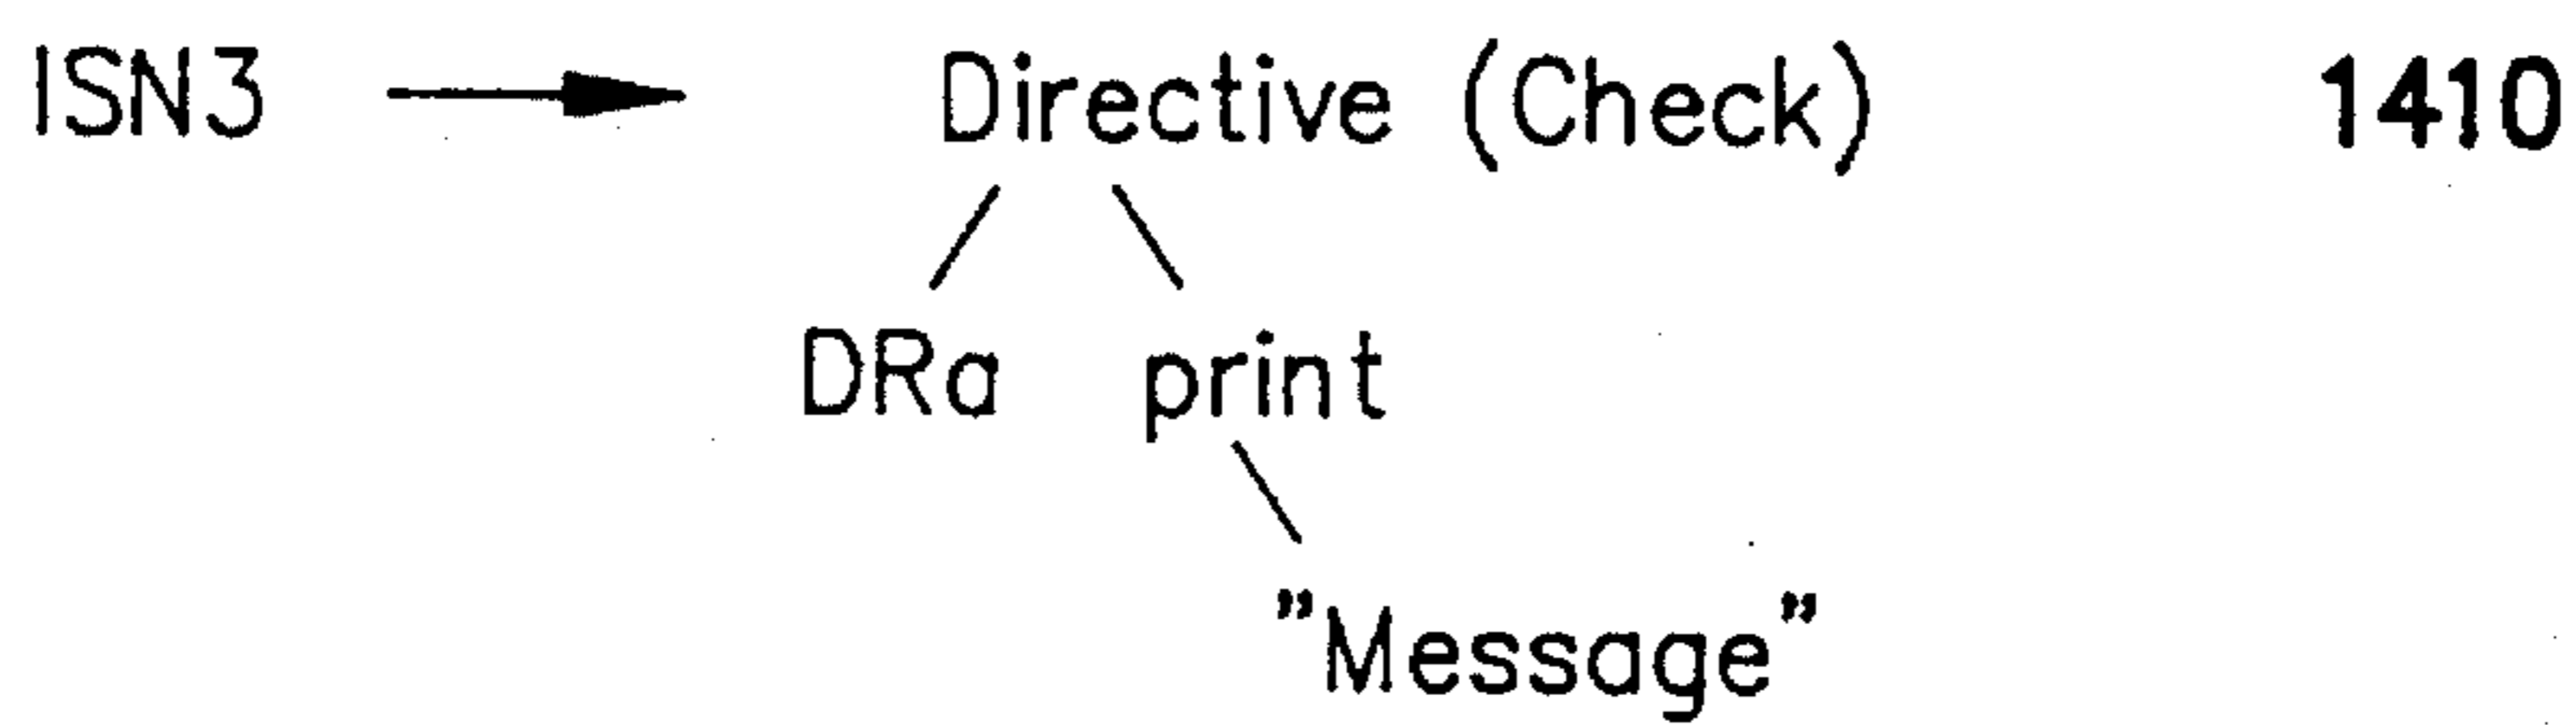 ISN3 Directive (Check) 1410
DRa print
"Message"